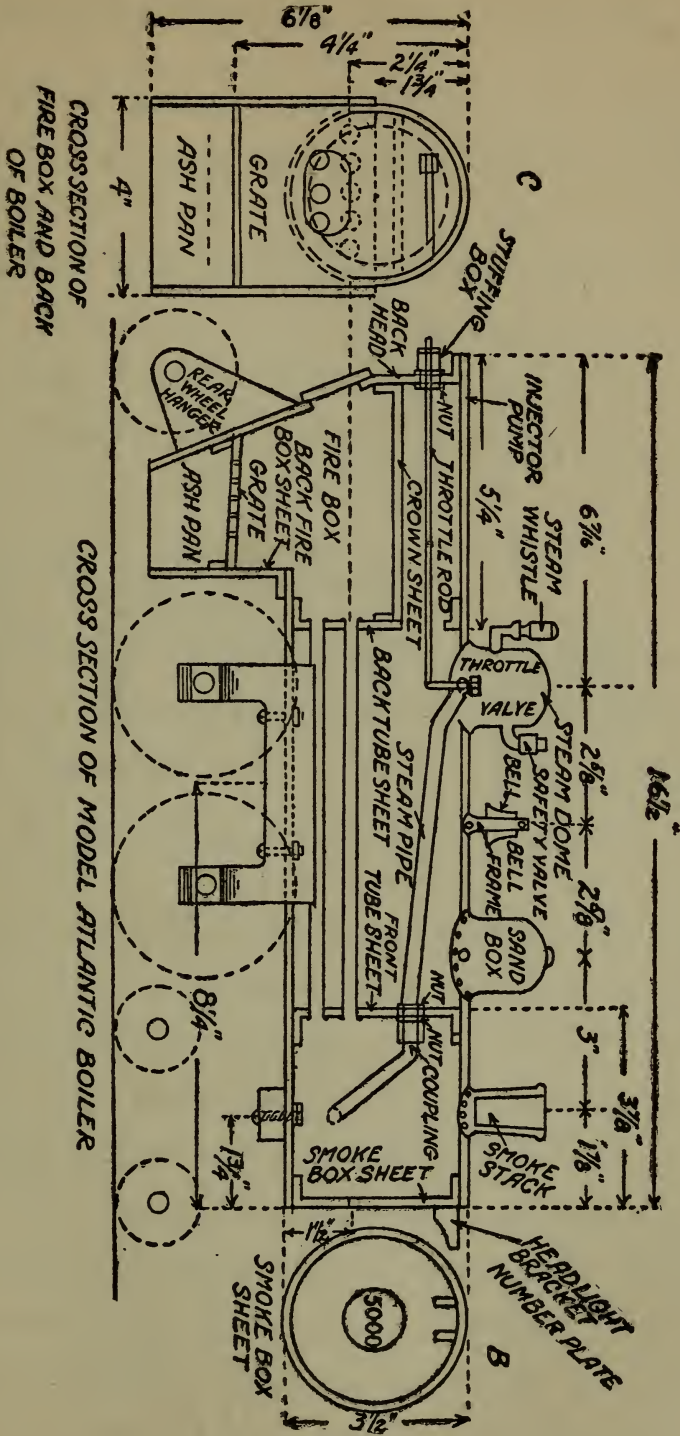 16½"
6 7/16"
2⅝"
2⅝"
3"
1⅞"
3⅞"
5¼"
INJECTOR
PUMP
STEAM
WHISTLE
THROTTLE
VALVE
STEAM DOME
SAFETY VALVE
BELL
BELL
FRAME
SAND
BOX
SMOKE
STACK
HEADLIGHT
BRACKET
NUMBER PLATE
C
STUFFING
BOX
BACK
HEAD
NUT
THROTTLE ROD
CROWN SHEET
STEAM PIPE
BACK TUBE SHEET
FRONT
TUBE SHEET
NUT
NUT
COUPLING
SMOKE
BOX SHEET
1½"
B
5000
3½"
SMOKE BOX
SHEET
6⅞"
4¼"
2¼"
1¾"
GRATE
ASH PAN
4"
CROSS SECTION OF
FIRE BOX AND BACK
OF BOILER
FIRE BOX
BACK FIRE
BOX SHEET
GRATE
ASH PAN
REAR
WHEEL
HANGER
8¼"
1¾"
CROSS SECTION OF MODEL ATLANTIC BOILER